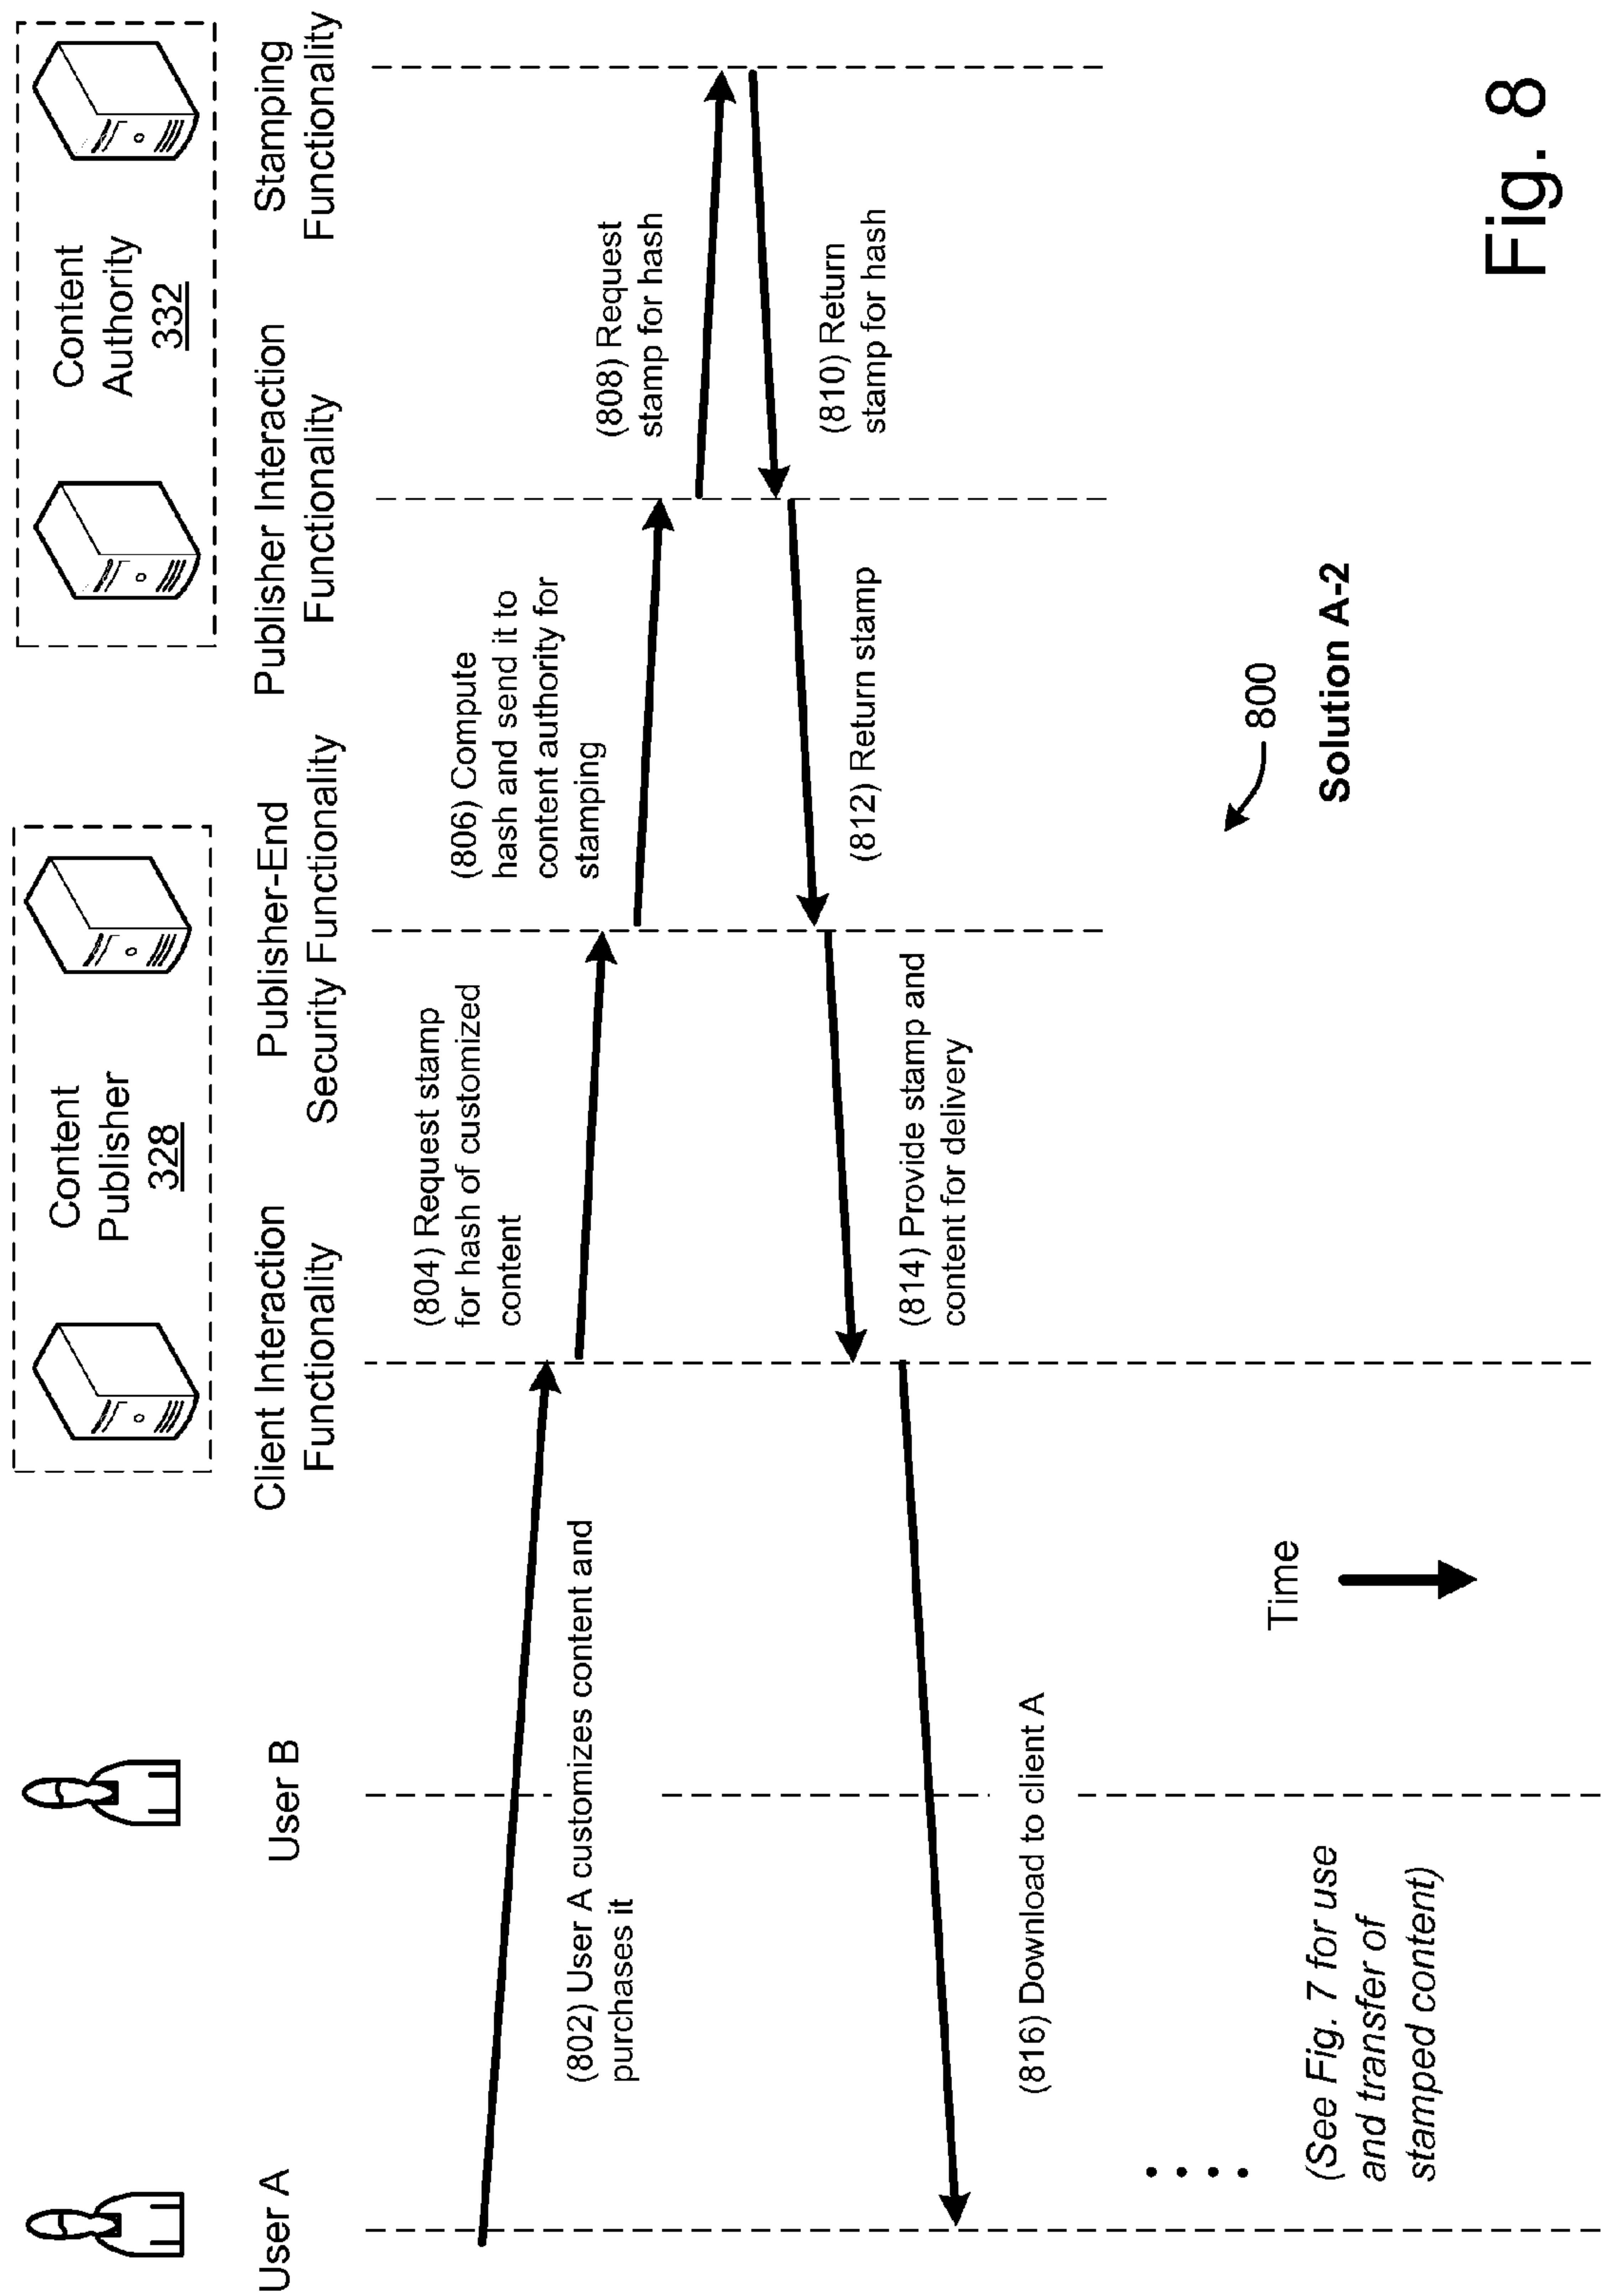 User A
User B
Content
Publisher
328
Client Interaction
Functionality
Publisher-End
Security Functionality
Content
Authority
332
Publisher Interaction
Functionality
Stamping
Functionality
(802) User A customizes content and
purchases it
(804) Request stamp
for hash of customized
content
(806) Compute
hash and send it to
content authority for
stamping
(808) Request
stamp for hash
(810) Return
stamp for hash
(812) Return stamp
(814) Provide stamp and
content for delivery
(816) Download to client A
(See Fig. 7 for use
and transfer of
stamped content)
Time
800
Solution A-2
Fig. 8